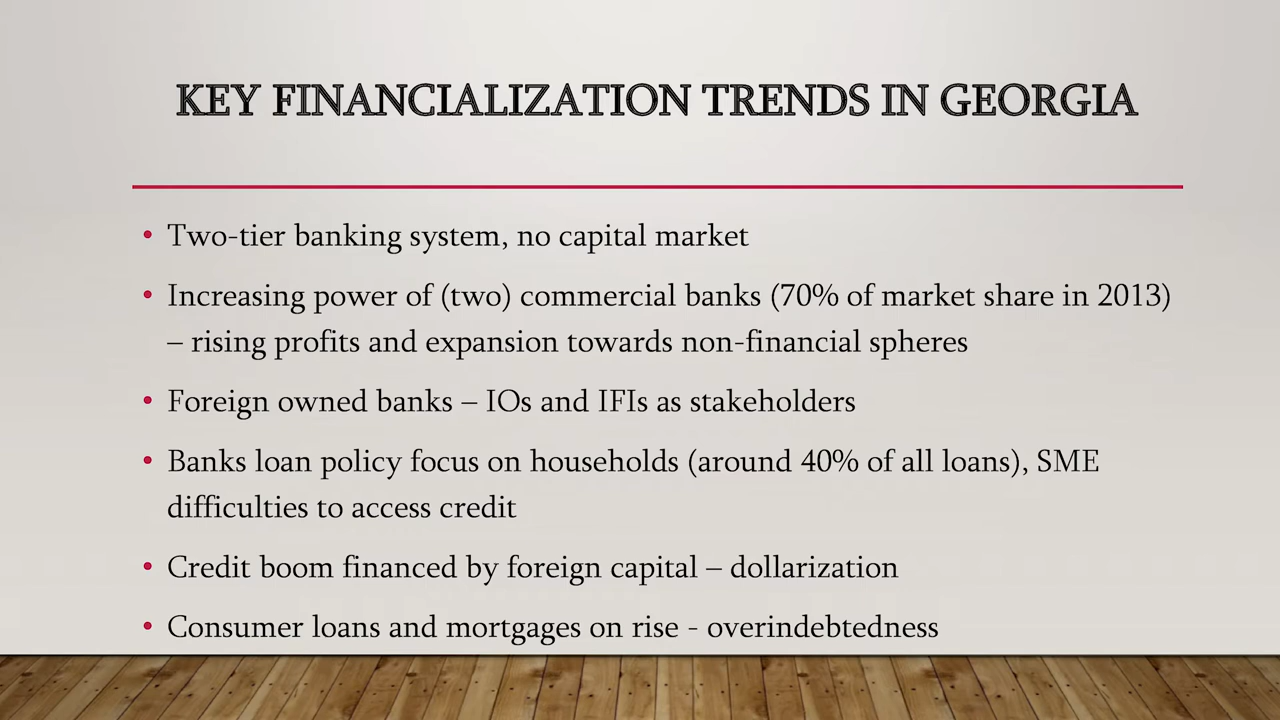 KEY FINANCIALIZATION TRENDS IN GEORGIA
• Two-tier banking system, no capital market
• Increasing power of (two) commercial banks (70% of market share in 2013)
– rising profits and expansion towards non-financial spheres
• Foreign owned banks – IOs and IFIs as stakeholders
• Banks loan policy focus on households (around 40% of all loans), SME
difficulties to access credit
• Credit boom financed by foreign capital – dollarization
• Consumer loans and mortgages on rise - overindebtedness